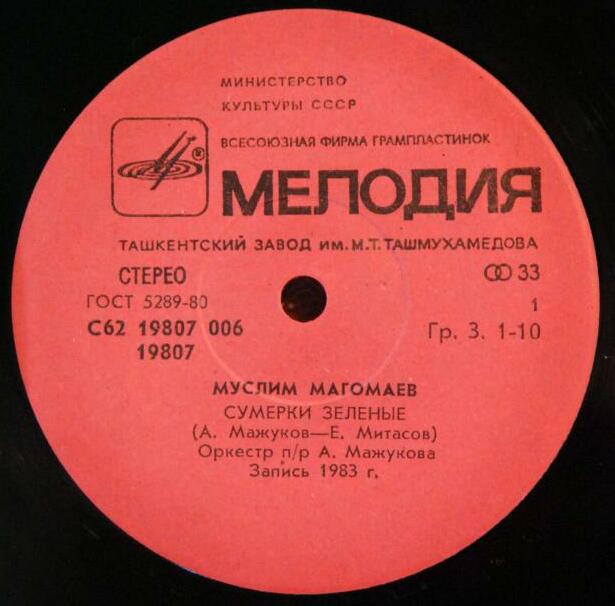 МИНИСТЕРСТВО
КУЛЬТУРЫ СССР
ВСЕСОЮЗНАЯ ФИРМА ГРАМПЛАСТИНОК
®
МЕЛОДИЯ
ТАШКЕНТСКИЙ ЗАВОД ИМ. М.Т. ТАШМУХАМЕДОВА
СТЕРЕО
33
ГОСТ 5289-80
1
С62 19807 006
Гр. 3. 1-10
19807
МУСЛИМ МАГОМАЕВ
СУМЕРКИ ЗЕЛЕНЫЕ
(А. Мажуков—Е. Митасов)
Оркестр п/р А. Мажукова
Запись 1983 г.